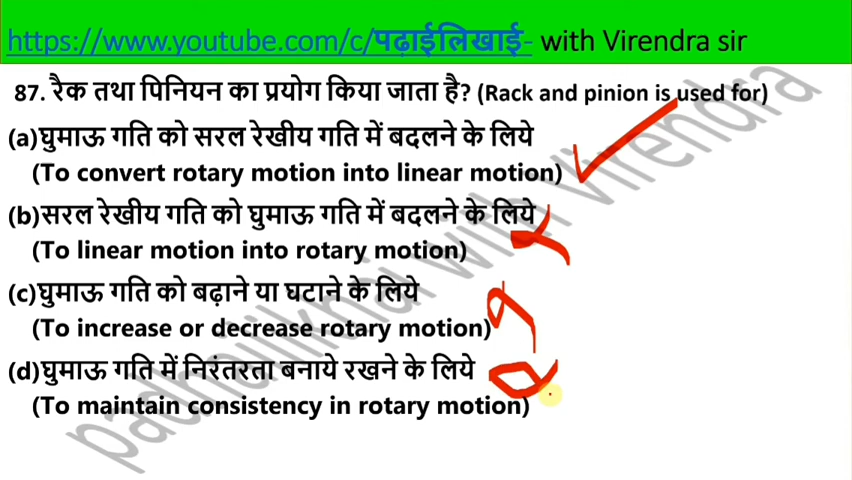 https://www.youtube.com/c/पढ़ाईलिखाई- with Virendra sir
87. रैक तथा पिनियन का प्रयोग किया जाता है? (Rack and pinion is used for)
(a)घुमाऊ गति को सरल रेखीय गति में बदलने के लिये
(To convert rotary motion into linear motion)
(b)सरल रेखीय गति को घुमाऊ गति में बदलने के लिये
(To linear motion into rotary motion)
(c)घुमाऊ गति को बढ़ाने या घटाने के लिये
(To increase or decrease rotary motion)
(d)घुमाऊ गति में निरंतरता बनाये रखने के लिये
(To maintain consistency in rotary motion)
padhailikhai with Virendra